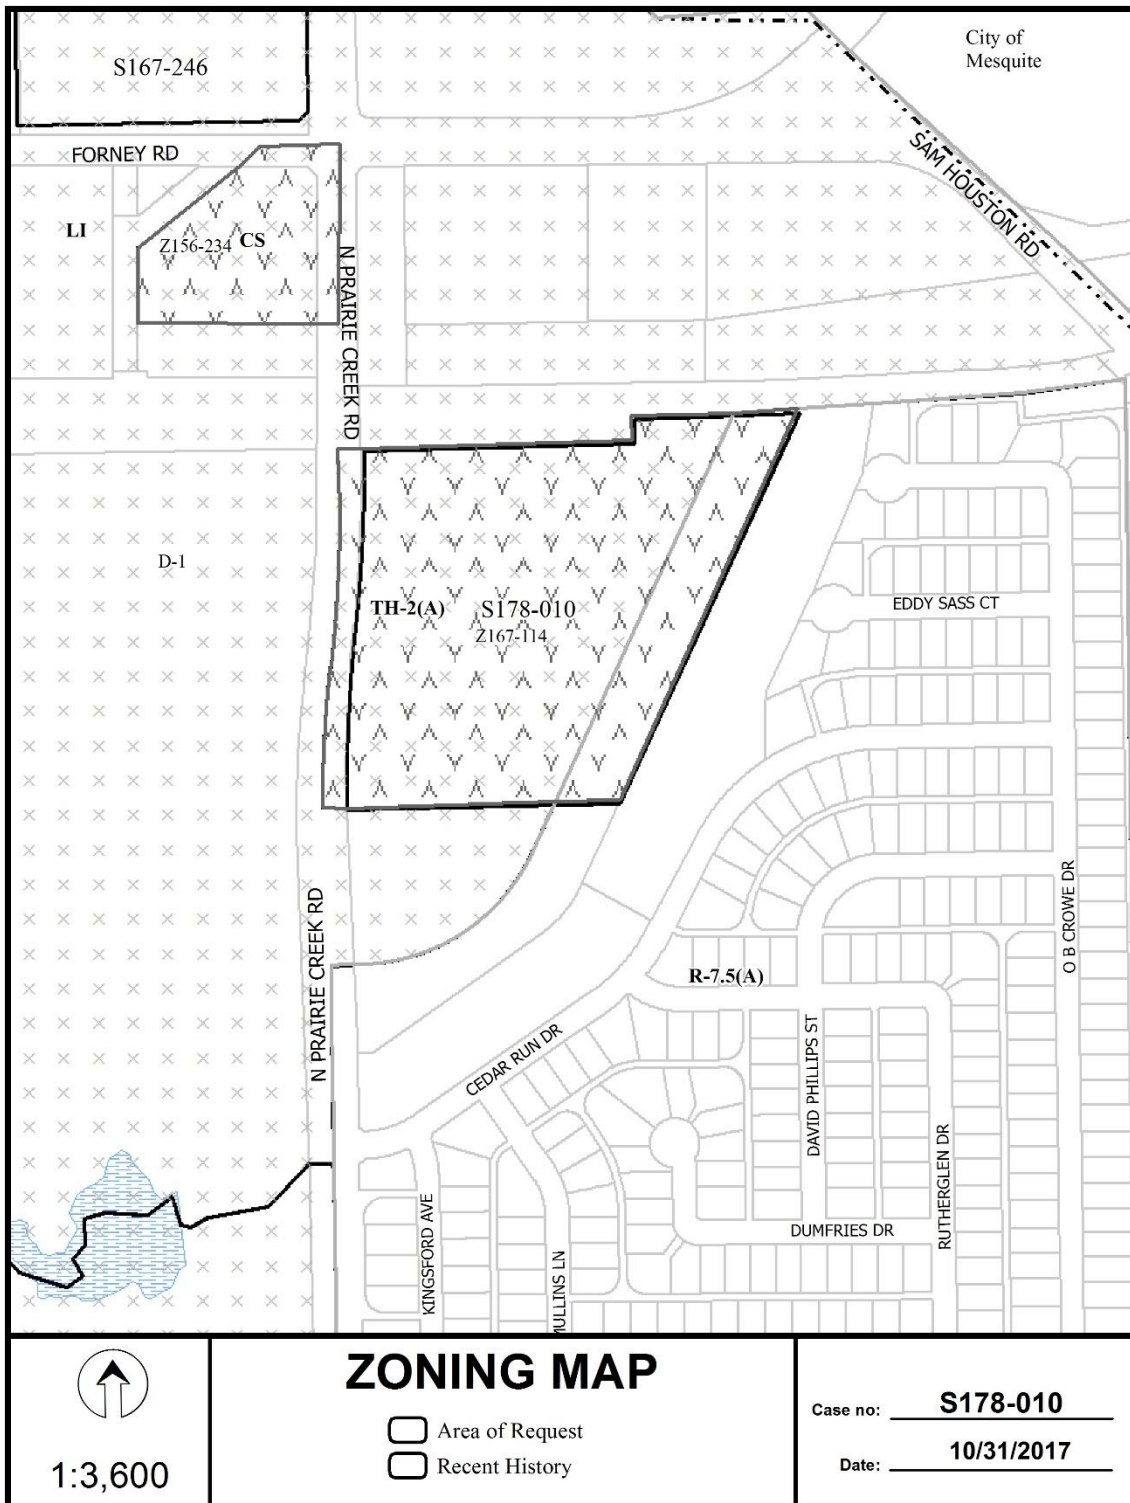 S167-246
City of
Mesquite
FORNEY RD
SAM HOUSTON RD
LI
Z156-234
CS
N PRAIRIE CREEK RD
D-1
TH-2(A)
S178-010
Z167-114
EDDY SASS CT
O B CROWE DR
N PRAIRIE CREEK RD
R-7.5(A)
CEDAR RUN DR
DAVID PHILLIPS ST
RUTHERGLEN DR
KINGSFORD AVE
DUMFRIES DR
MULLINS LN
1:3,600
ZONING MAP
Area of Request
Recent History
Case no: S178-010
Date: 10/31/2017